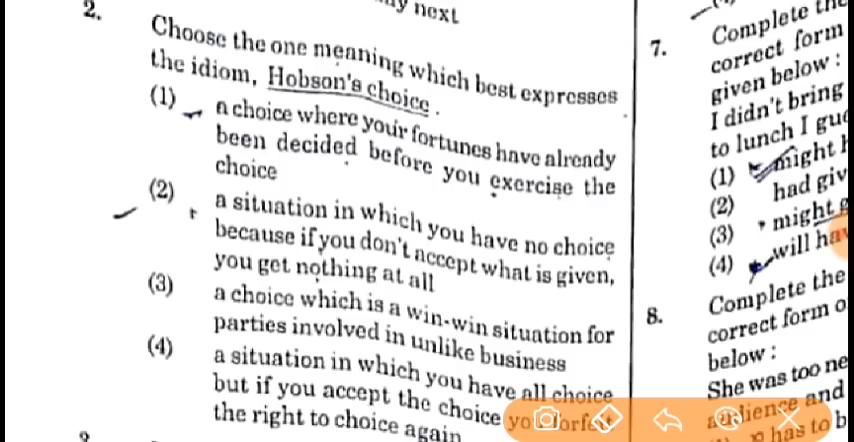 next
2.
Choose the one meaning which best expresses
the idiom, Hobson's choice.
(1) a choice where your fortunes have already
been decided before you exercise the
choice
(2) a situation in which you have no choice
because if you don't accept what is given,
you get nothing at all
(3) a choice which is a win-win situation for
parties involved in unlike business
(4) a situation in which you have all choice
but if you accept the choice you forfeit
the right to choice again
7. Complete the
correct form
given below :
I didn't bring
to lunch I
(1) might
(2) had
(3) might
(4) will
8. Complete the
correct form
below :
She was too
and
has to